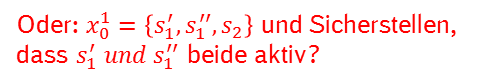 Oder: $x_0^1 = \{s_1', s_1'', s_2\}$ und Sicherstellen,
dass $s_1'$ und $s_1''$ beide aktiv?